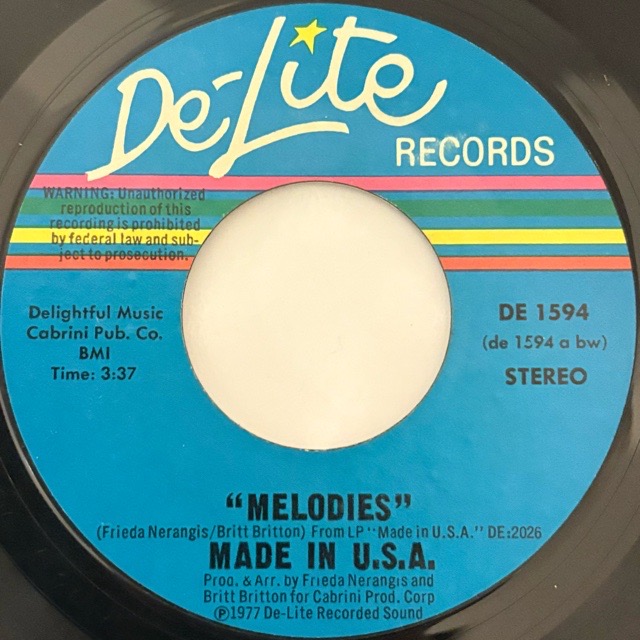 De-Lite
RECORDS
WARNING: Unauthorized
reproduction of this
recording is prohibited
by federal law and sub-
ject to prosecution.
Delightful Music
Cabrini Pub. Co.
BMI
Time: 3:37
DE 1594
(de 1594 a bw)
STEREO
"MELODIES"
(Frieda Nerangis/Britt Britton) From LP "Made in U.S.A." DE:2026
MADE IN U.S.A.
Prod. & Arr. by Frieda Nerangis and
Britt Britton for Cabrini Prod. Corp
Ⓟ1977 De-Lite Recorded Sound